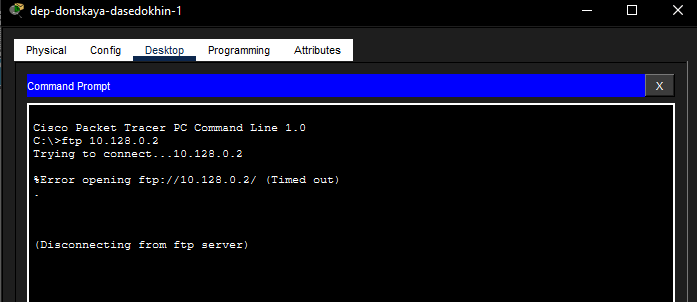 dep-donskaya-dasedokhin-1
Physical Config Desktop Programming Attributes
Command Prompt X
Cisco Packet Tracer PC Command Line 1.0
C:\>ftp 10.128.0.2
Trying to connect...10.128.0.2
%Error opening ftp://10.128.0.2/ (Timed out)
.
(Disconnecting from ftp server)